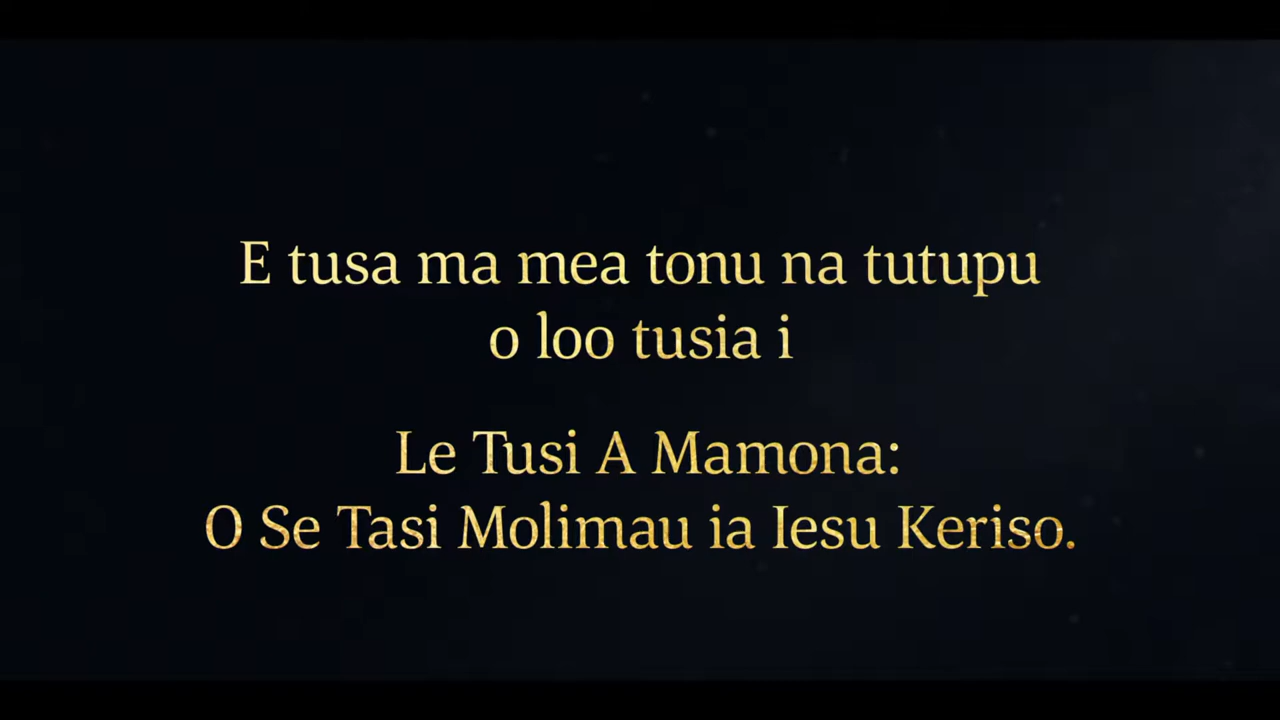 E tusa ma mea tonu na tutupu
o loo tusia i
Le Tusi A Mamona:
O Se Tasi Molimau ia Iesu Keriso.